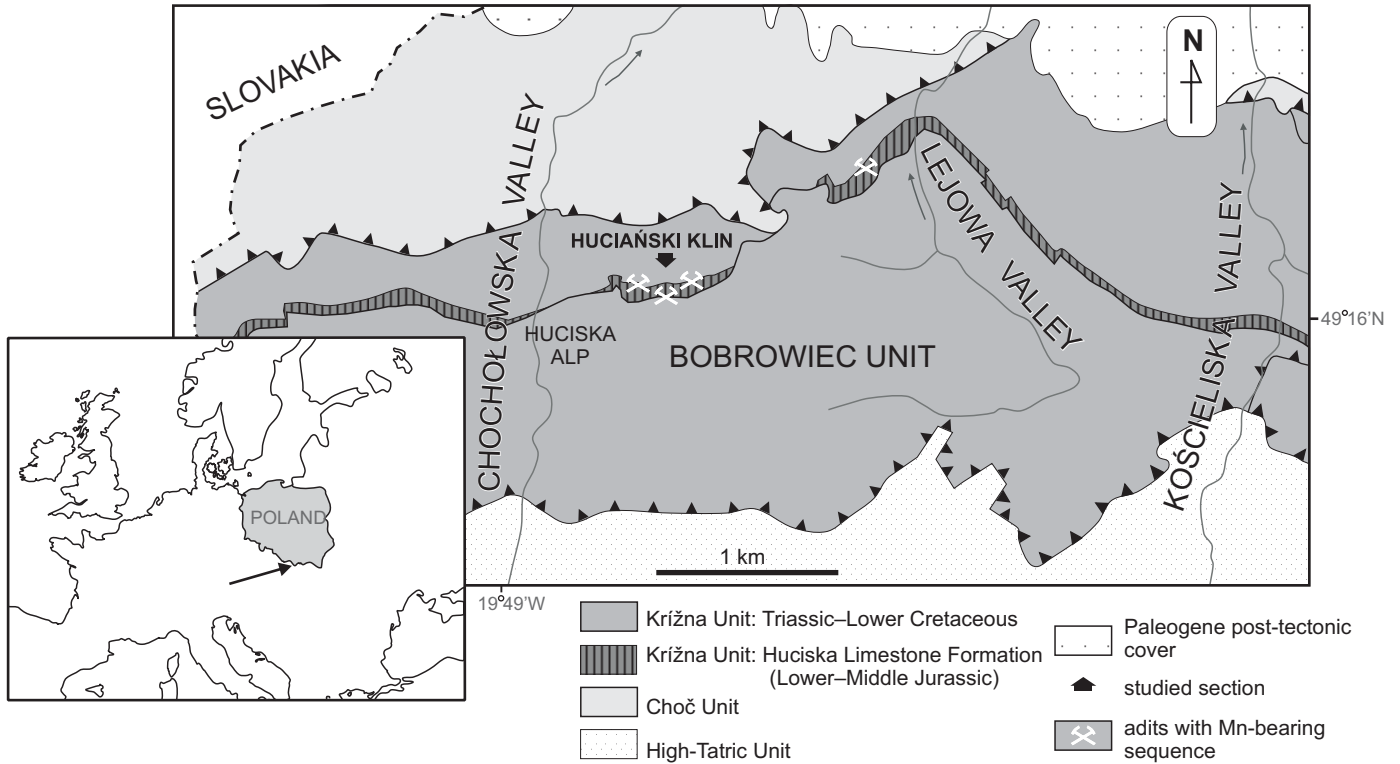 SLOVAKIA
CHOCHOŁOWSKA VALLEY
N
HUCIAŃSKI KLIN
LEJOWA VALLEY
KOŚCIELISKA VALLEY
49°16'N
HUCISKA
ALP
BOBROWIEC UNIT
POLAND
1 km
19°49'W
Krížna Unit: Triassic–Lower Cretaceous
Krížna Unit: Huciska Limestone Formation
(Lower–Middle Jurassic)
Choč Unit
High-Tatric Unit
Paleogene post-tectonic
cover
studied section
adits with Mn-bearing
sequence